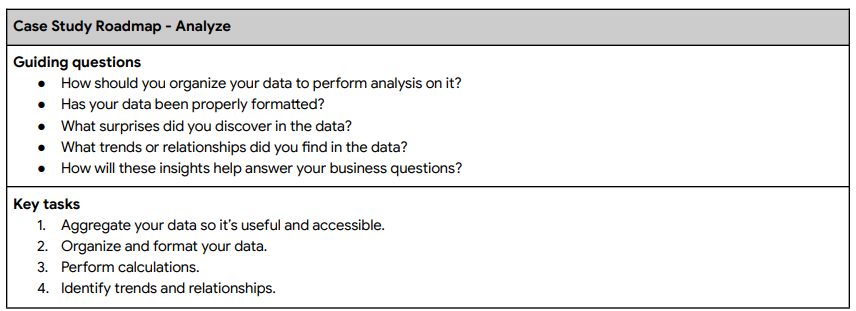 Case Study Roadmap - Analyze
Guiding questions
● How should you organize your data to perform analysis on it?
● Has your data been properly formatted?
● What surprises did you discover in the data?
● What trends or relationships did you find in the data?
● How will these insights help answer your business questions?
Key tasks
1. Aggregate your data so it’s useful and accessible.
2. Organize and format your data.
3. Perform calculations.
4. Identify trends and relationships.